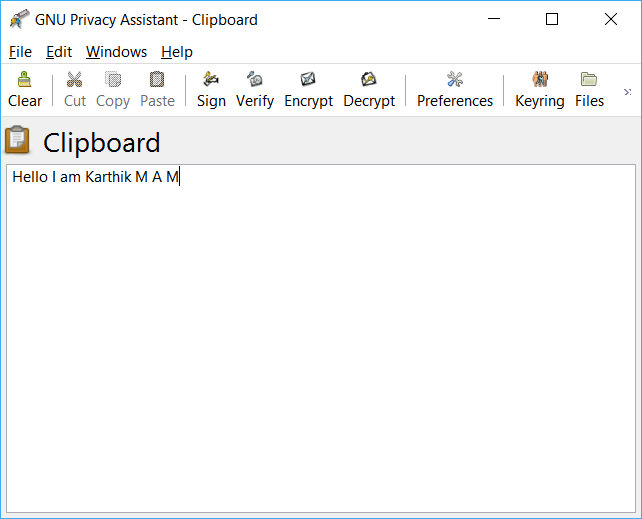 GNU Privacy Assistant - Clipboard
File Edit Windows Help
Clear Cut Copy Paste Sign Verify Encrypt Decrypt Preferences Keyring Files
Clipboard
Hello I am Karthik M A M